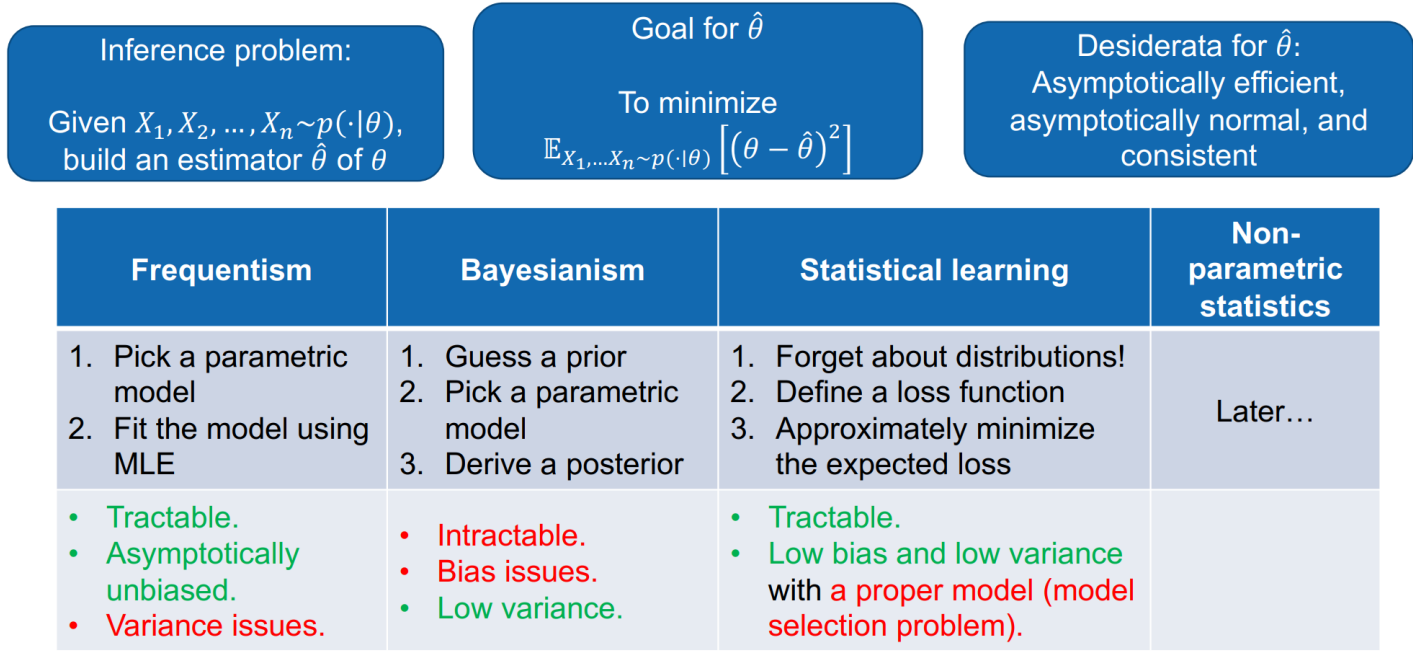 Inference problem:
Given X₁, X₂, … , Xₙ~p(·|θ),
build an estimator θ̂ of θ
Goal for θ̂
To minimize
𝔼_{X₁,…Xₙ~p(·|θ)} [(θ − θ̂)²]
Desiderata for θ̂:
Asymptotically efficient,
asymptotically normal, and
consistent
Frequentism
Bayesianism
Statistical learning
Non-
parametric
statistics
1. Pick a parametric
model
2. Fit the model using
MLE
1. Guess a prior
2. Pick a parametric
model
3. Derive a posterior
1. Forget about distributions!
2. Define a loss function
3. Approximately minimize
the expected loss
Later…
• Tractable.
• Asymptotically
unbiased.
• Variance issues.
• Intractable.
• Bias issues.
• Low variance.
• Tractable.
• Low bias and low variance
with a proper model (model
selection problem).